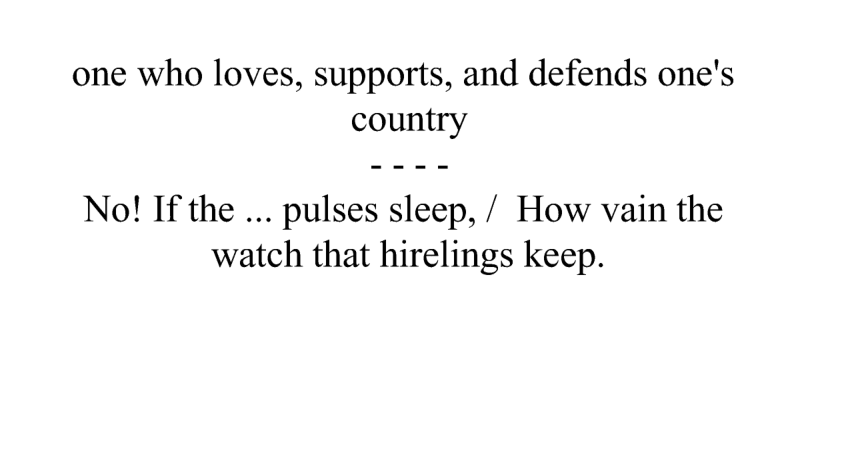 one who loves, supports, and defends one's
country
- - - -
No! If the ... pulses sleep, / How vain the
watch that hirelings keep.